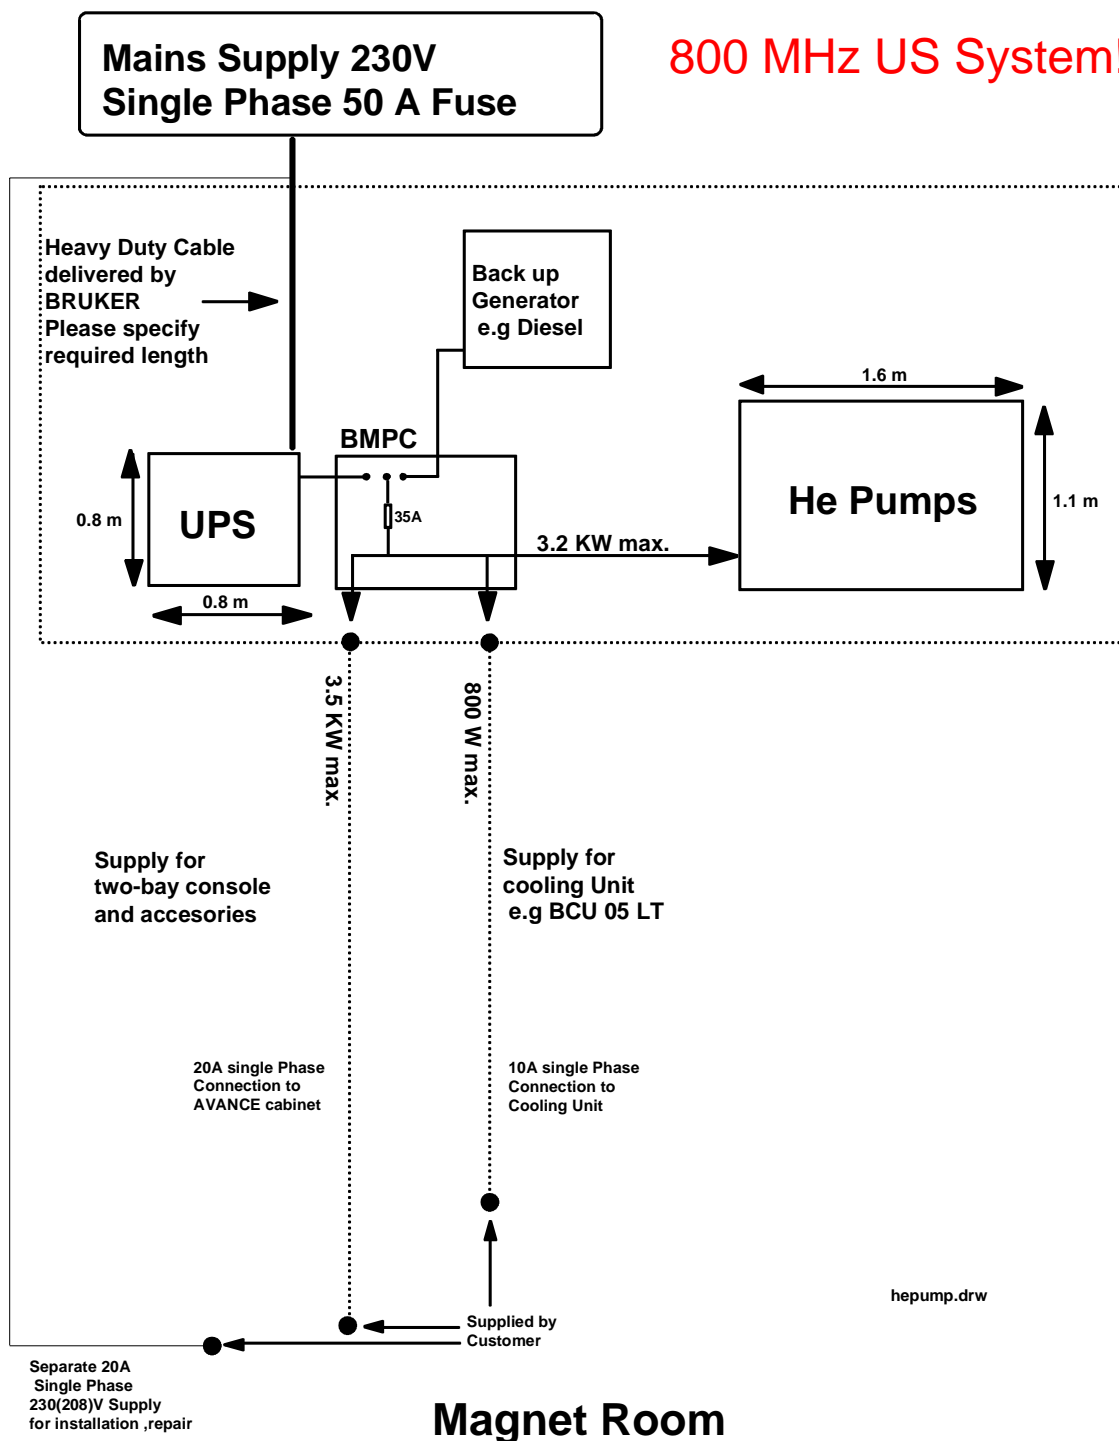 Mains Supply 230V
Single Phase 50 A Fuse
800 MHz US System!
Heavy Duty Cable
delivered by
BRUKER
Please specify
required length
Back up
Generator
e.g Diesel
1.6 m
BMPC
0.8 m
UPS
35A
3.2 KW max.
He Pumps
1.1 m
0.8 m
3.5 KW max.
800 W max.
Supply for
two-bay console
and accesories
Supply for
cooling Unit
e.g BCU 05 LT
20A single Phase
Connection to
AVANCE cabinet
10A single Phase
Connection to
Cooling Unit
hepump.drw
Supplied by
Customer
Separate 20A
Single Phase
230(208)V Supply
for installation ,repair
Magnet Room